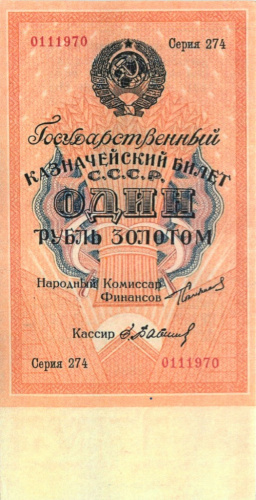 0111970 Серия 274
Государственный
КАЗНАЧЕЙСКИЙ БИЛЕТ
С.С.С.Р.
ОДИН
РУБЛЬ ЗОЛОТОМ
Народный Комиссар
Финансов
Кассир
Серия 274 0111970